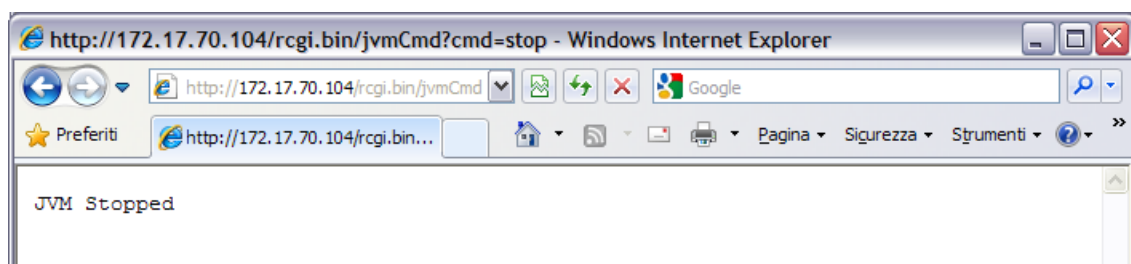 http://172.17.70.104/rcgi.bin/jvmCmd?cmd=stop - Windows Internet Explorer
http://172.17.70.104/rcgi.bin/jvmCmd Google
Preferiti http://172.17.70.104/rcgi.bin... Pagina Sicurezza Strumenti »
JVM Stopped